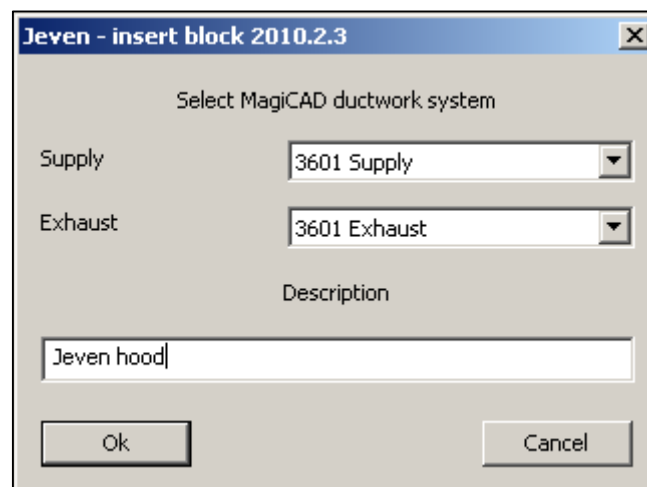 Jeven - insert block 2010.2.3
Select MagiCAD ductwork system
Supply 3601 Supply
Exhaust 3601 Exhaust
Description
Jeven hood
Ok Cancel